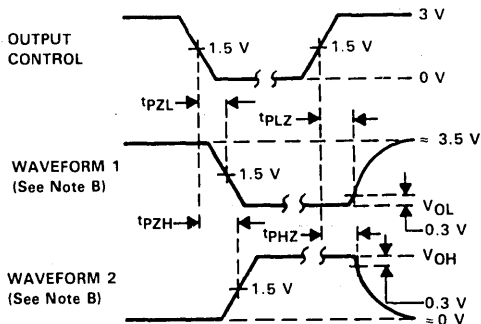 3 V
OUTPUT
CONTROL
1.5 V
1.5 V
0 V
tPZL
tPLZ
≈ 3.5 V
WAVEFORM 1
(See Note B)
1.5 V
VOL
0.3 V
tPZH
tPHZ
VOH
WAVEFORM 2
(See Note B)
1.5 V
0.3 V
≈ 0 V